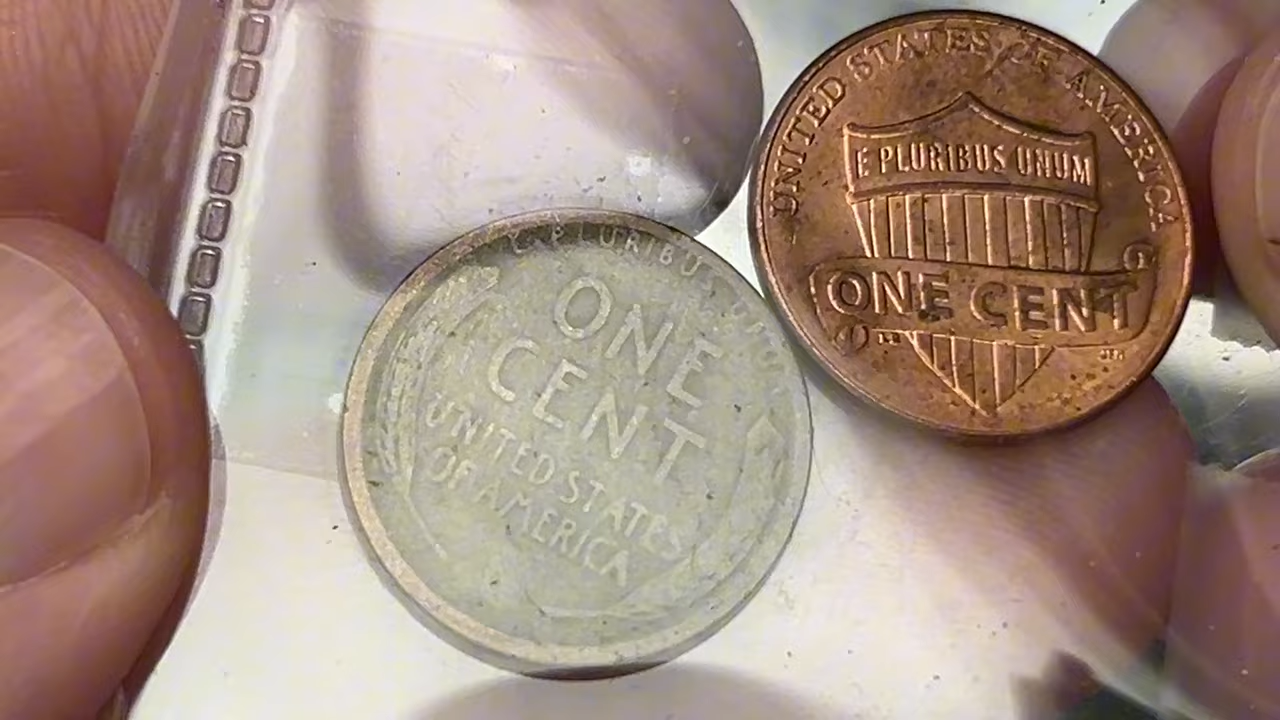 E PLURIBUS UNUM
ONE
CENT
UNITED STATES
OF AMERICA
UNITED STATES OF AMERICA
E PLURIBUS UNUM
ONE CENT